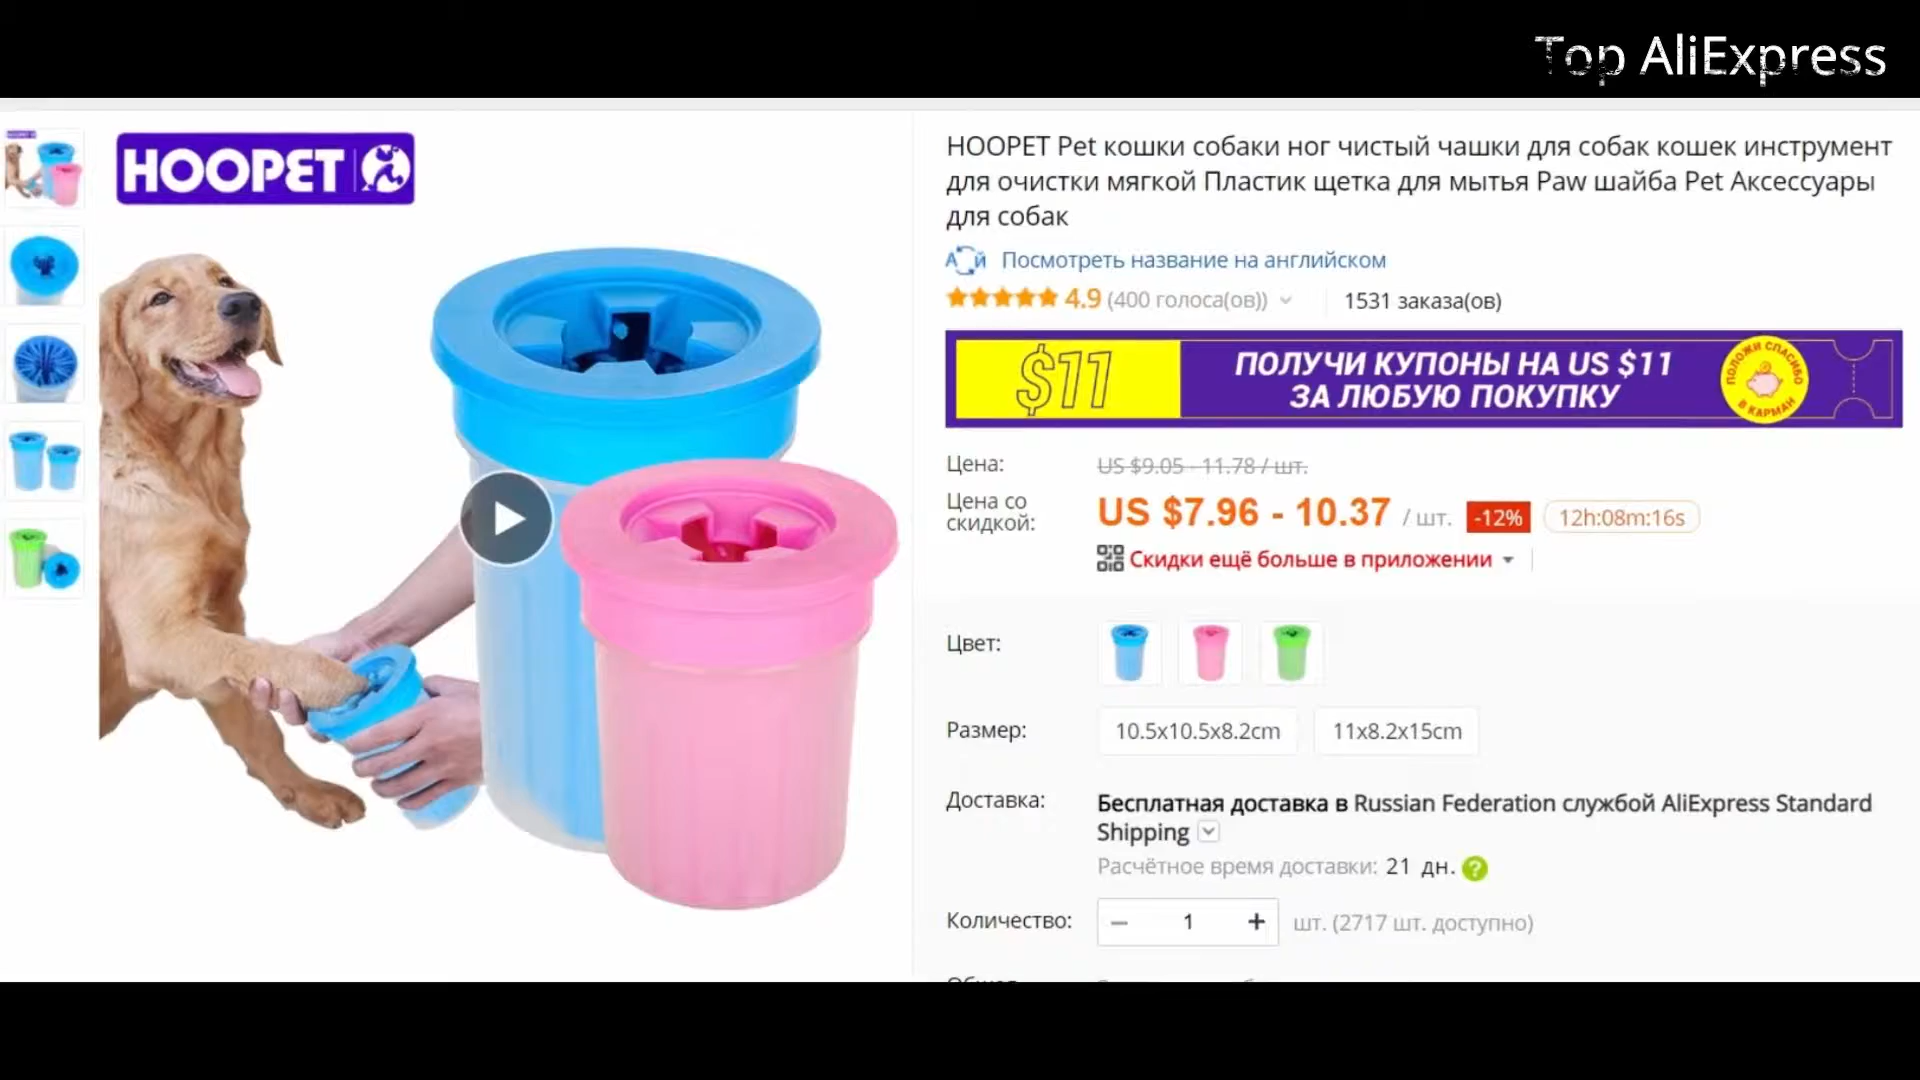 Top AliExpress
HOOPET
HOOPET Pet кошки собаки ног чистый чашки для собак кошек инструмент
для очистки мягкой Пластик щетка для мытья Paw шайба Pet Аксессуары
для собак
Посмотреть название на английском
4.9 (400 голоса(ов)) 1531 заказа(ов)
$11
ПОЛУЧИ КУПОНЫ НА US $11
ЗА ЛЮБУЮ ПОКУПКУ
ПОЛОЖИ СПАСИБО
В КАРМАН
Цена: US $9.05 - 11.78 / шт.
Цена со
скидкой:
US $7.96 - 10.37 / шт. -12% 12h:08m:16s
Скидки ещё больше в приложении
Цвет:
Размер: 10.5x10.5x8.2cm 11x8.2x15cm
Доставка: Бесплатная доставка в Russian Federation службой AliExpress Standard
Shipping
Расчётное время доставки: 21 дн. ?
Количество: − 1 + шт. (2717 шт. доступно)